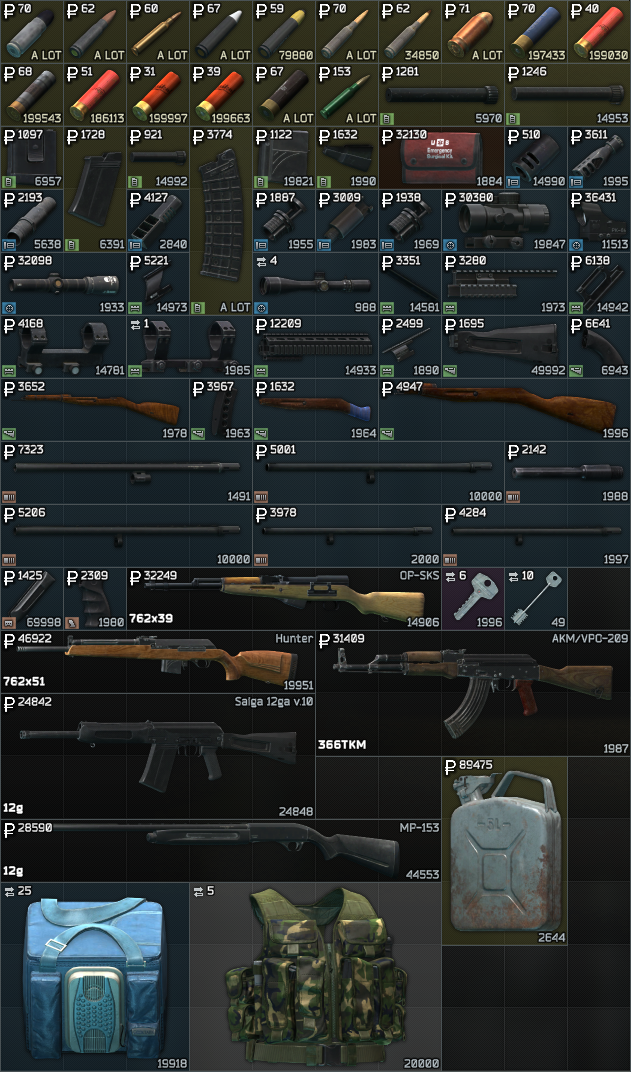 ₽ 70 ₽ 62 ₽ 60 ₽ 67 ₽ 59 ₽ 70 ₽ 62 ₽ 71 ₽ 70 ₽ 40
A LOT A LOT A LOT A LOT 79880 A LOT 34850 A LOT 197433 199030
₽ 68 ₽ 51 ₽ 31 ₽ 39 ₽ 67 ₽ 153 ₽ 1281 ₽ 1246
199543 186113 199997 199663 A LOT A LOT 5970 14953
₽ 1097 ₽ 1728 ₽ 921 ₽ 3774 ₽ 1122 ₽ 1632 ₽ 32130 ₽ 510 ₽ 3611
Emergency
Surgical Kit
6957 14992 19821 1990 1884 14990 1995
₽ 2193 ₽ 4127 ₽ 1887 ₽ 3009 ₽ 1938 ₽ 30380 ₽ 36431
5638 6391 2840 1955 1983 1969 19847 11513
₽ 32098 ₽ 5221 4 ₽ 3351 ₽ 3280 ₽ 6138
1933 14973 A LOT 988 14581 1973 14942
₽ 4168 1 ₽ 12209 ₽ 2499 ₽ 1695 ₽ 6641
14781 1985 14933 1890 49992 6943
₽ 3652 ₽ 3967 ₽ 1632 ₽ 4947
1978 1963 1964 1996
₽ 7323 ₽ 5001 ₽ 2142
1491 10000 1988
₽ 5206 ₽ 3978 ₽ 4284
10000 2000 1997
₽ 1425 ₽ 2309 ₽ 32249 OP-SKS 6 10
69998 1980 762x39 14906 1996 49
₽ 46922 Hunter ₽ 31409 AKM/VPO-209
762x51 19951
₽ 24842 Saiga 12ga v.10
366TKM 1987
₽ 89475
12g 24848
₽ 28590 MP-153
12g 44553
25 5
2644
19918 20000